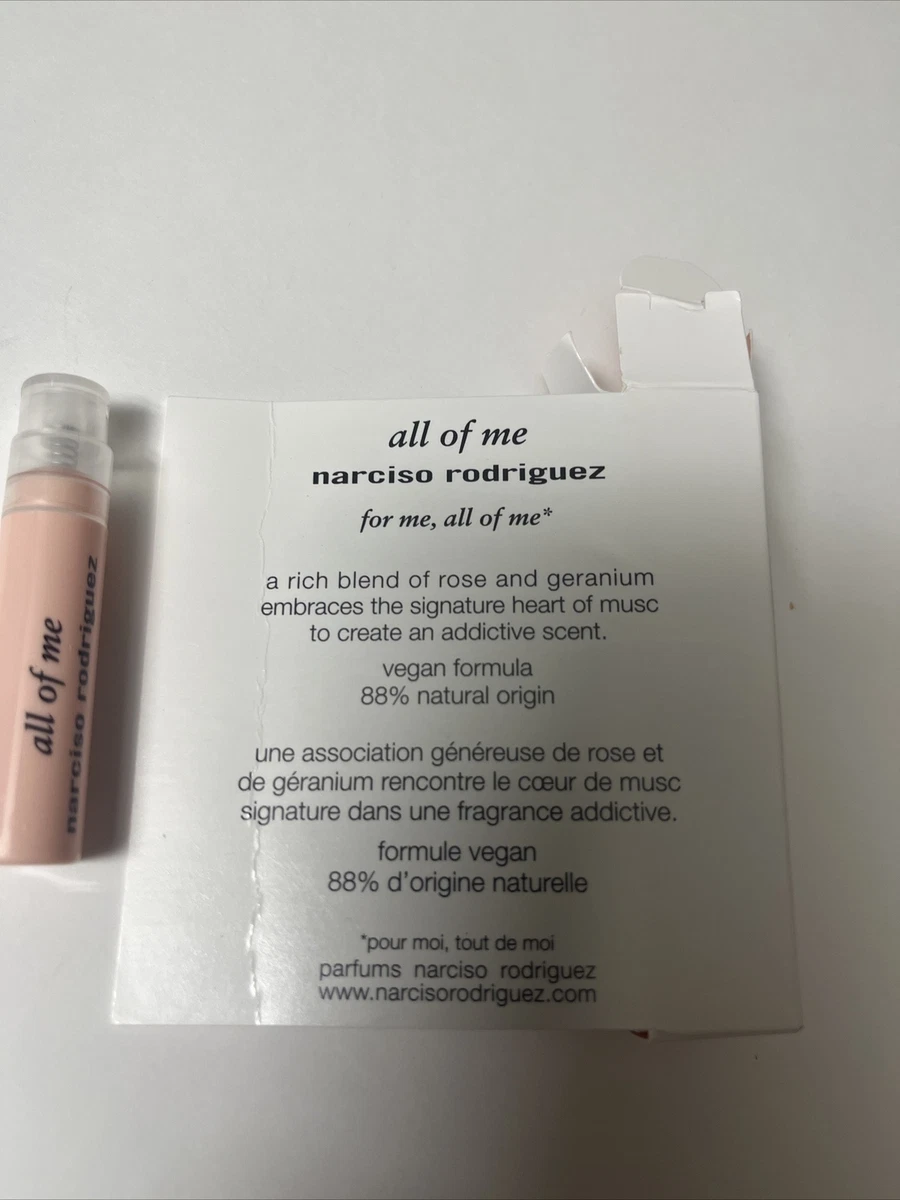 all of me
narciso rodriguez
all of me
narciso rodriguez
for me, all of me*
a rich blend of rose and geranium
embraces the signature heart of musc
to create an addictive scent.
vegan formula
88% natural origin
une association généreuse de rose et
de géranium rencontre le cœur de musc
signature dans une fragrance addictive.
formule vegan
88% d'origine naturelle
*pour moi, tout de moi
parfums narciso rodriguez
www.narcisorodriguez.com